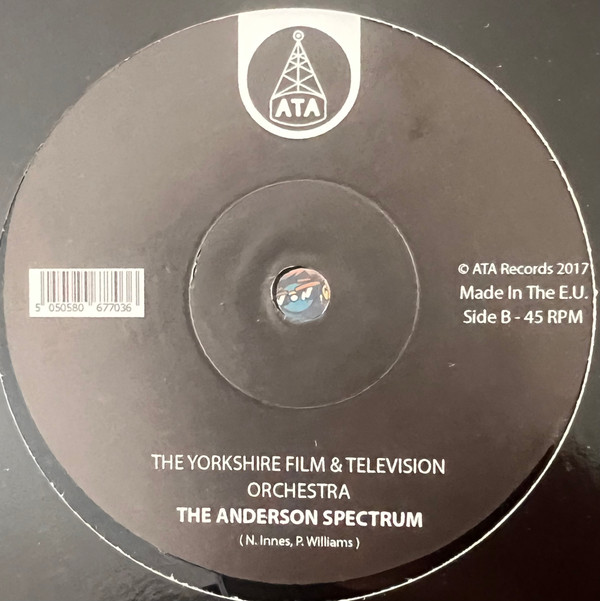 ATA
© ATA Records 2017
Made In The E.U.
Side B - 45 RPM
5 050580 677036
THE YORKSHIRE FILM & TELEVISION
ORCHESTRA
THE ANDERSON SPECTRUM
( N. Innes, P. Williams )